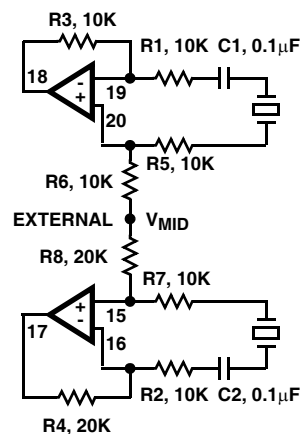 R3, 10K
R1, 10K C1, 0.1µF
18
-
19
+
20
R5, 10K
R6, 10K
EXTERNAL VMID
R8, 20K
R7, 10K
17
+
15
-
16
R2, 10K C2, 0.1µF
R4, 20K